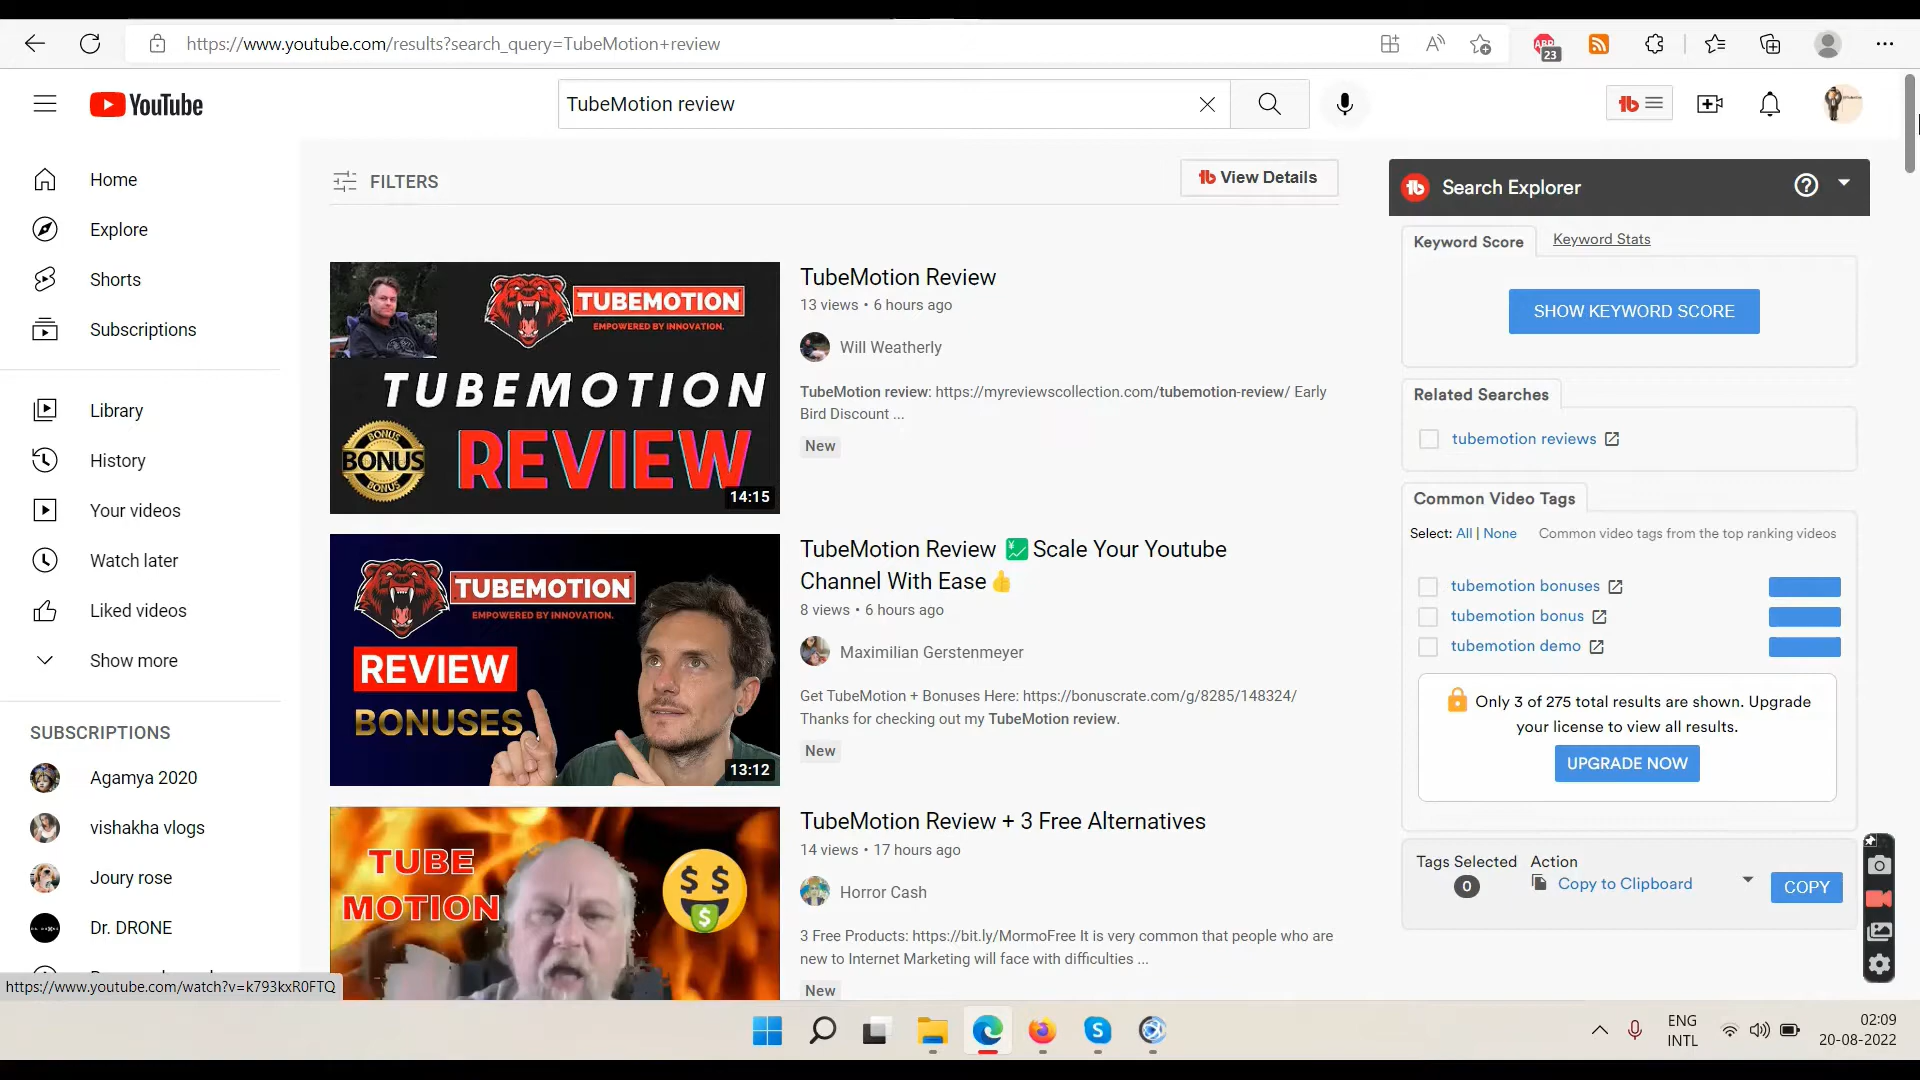 https://www.youtube.com/results?search_query=TubeMotion+review
ABP
23
YouTube
TubeMotion review
tb
Home
Explore
Shorts
Subscriptions
Library
History
Your videos
Watch later
Liked videos
Show more
SUBSCRIPTIONS
Agamya 2020
vishakha vlogs
Joury rose
Dr. DRONE
https://www.youtube.com/watch?v=k793kxR0FTQ
FILTERS
tb View Details
TUBEMOTION
EMPOWERED BY INNOVATION.
TUBEMOTION
BONUS
BONUS
BONUS
REVIEW
14:15
TubeMotion Review
13 views • 6 hours ago
Will Weatherly
TubeMotion review: https://myreviewscollection.com/tubemotion-review/ Early
Bird Discount ...
New
TUBEMOTION
EMPOWERED BY INNOVATION.
REVIEW
BONUSES
13:12
TubeMotion Review 💹 Scale Your Youtube
Channel With Ease 👍
8 views • 6 hours ago
Maximilian Gerstenmeyer
Get TubeMotion + Bonuses Here: https://bonuscrate.com/g/8285/148324/
Thanks for checking out my TubeMotion review.
New
TUBE
MOTION
TubeMotion Review + 3 Free Alternatives
14 views • 17 hours ago
Horror Cash
3 Free Products: https://bit.ly/MormoFree It is very common that people who are
new to Internet Marketing will face with difficulties ...
New
tb Search Explorer
Keyword Score
Keyword Stats
SHOW KEYWORD SCORE
Related Searches
tubemotion reviews
Common Video Tags
Select: All | None Common video tags from the top ranking videos
tubemotion bonuses
tubemotion bonus
tubemotion demo
Only 3 of 275 total results are shown. Upgrade
your license to view all results.
UPGRADE NOW
Tags Selected
0
Action
Copy to Clipboard
COPY
ENG
INTL
02:09
20-08-2022